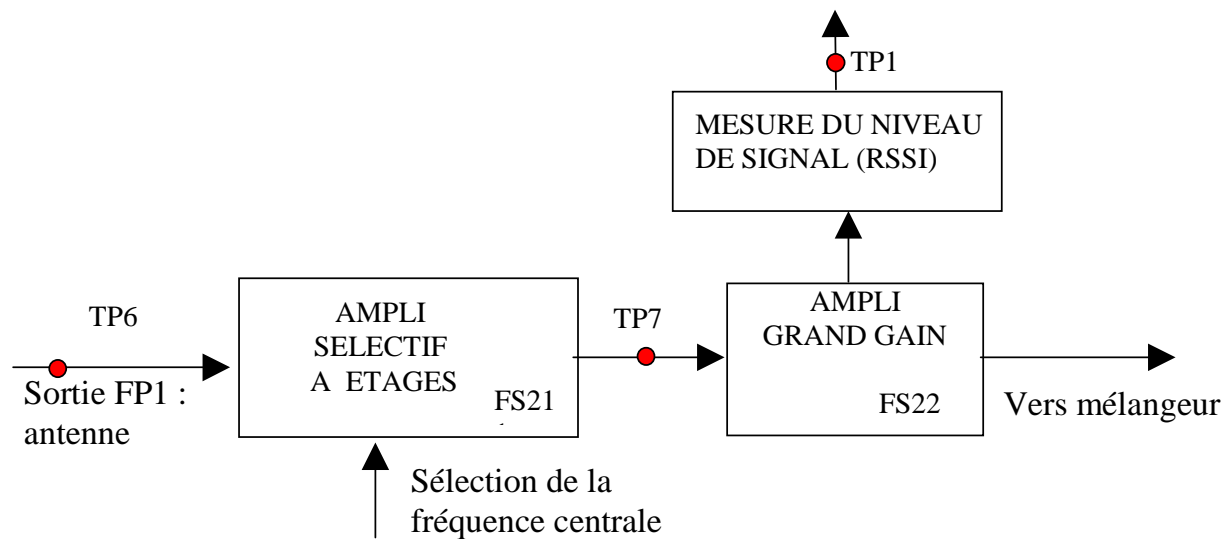 TP1
MESURE DU NIVEAU
DE SIGNAL (RSSI)
TP6
Sortie FP1 :
antenne
AMPLI
SELECTIF
A ETAGES
FS21
TP7
AMPLI
GRAND GAIN
FS22
Vers mélangeur
Sélection de la
fréquence centrale